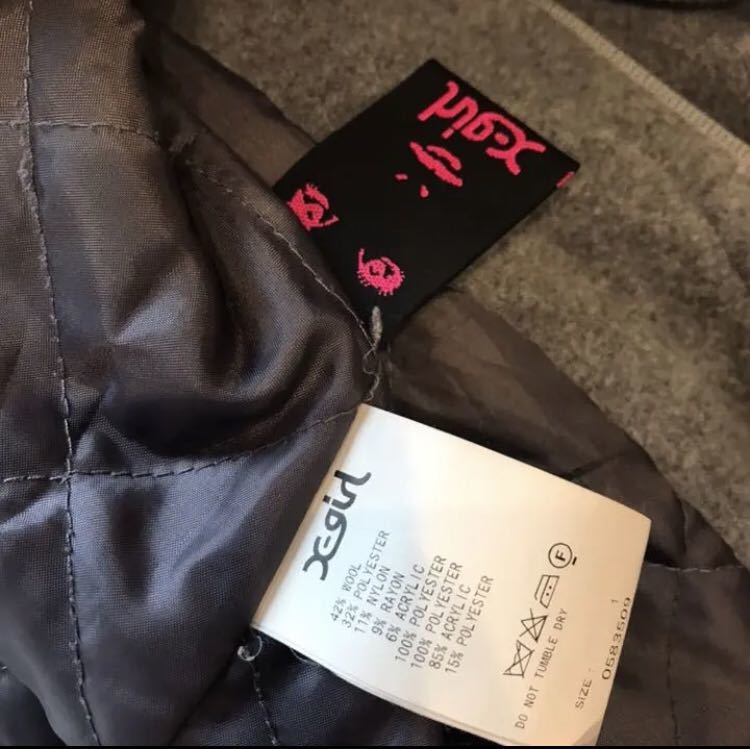 X-girl
X-girl
42% WOOL
32% POLYESTER
11% NYLON
9% RAYON
6% ACRYLIC
100% POLYESTER
100% POLYESTER
85% ACRYLIC
15% POLYESTER
F
DO NOT TUMBLE DRY
SIZE : 1
0583509